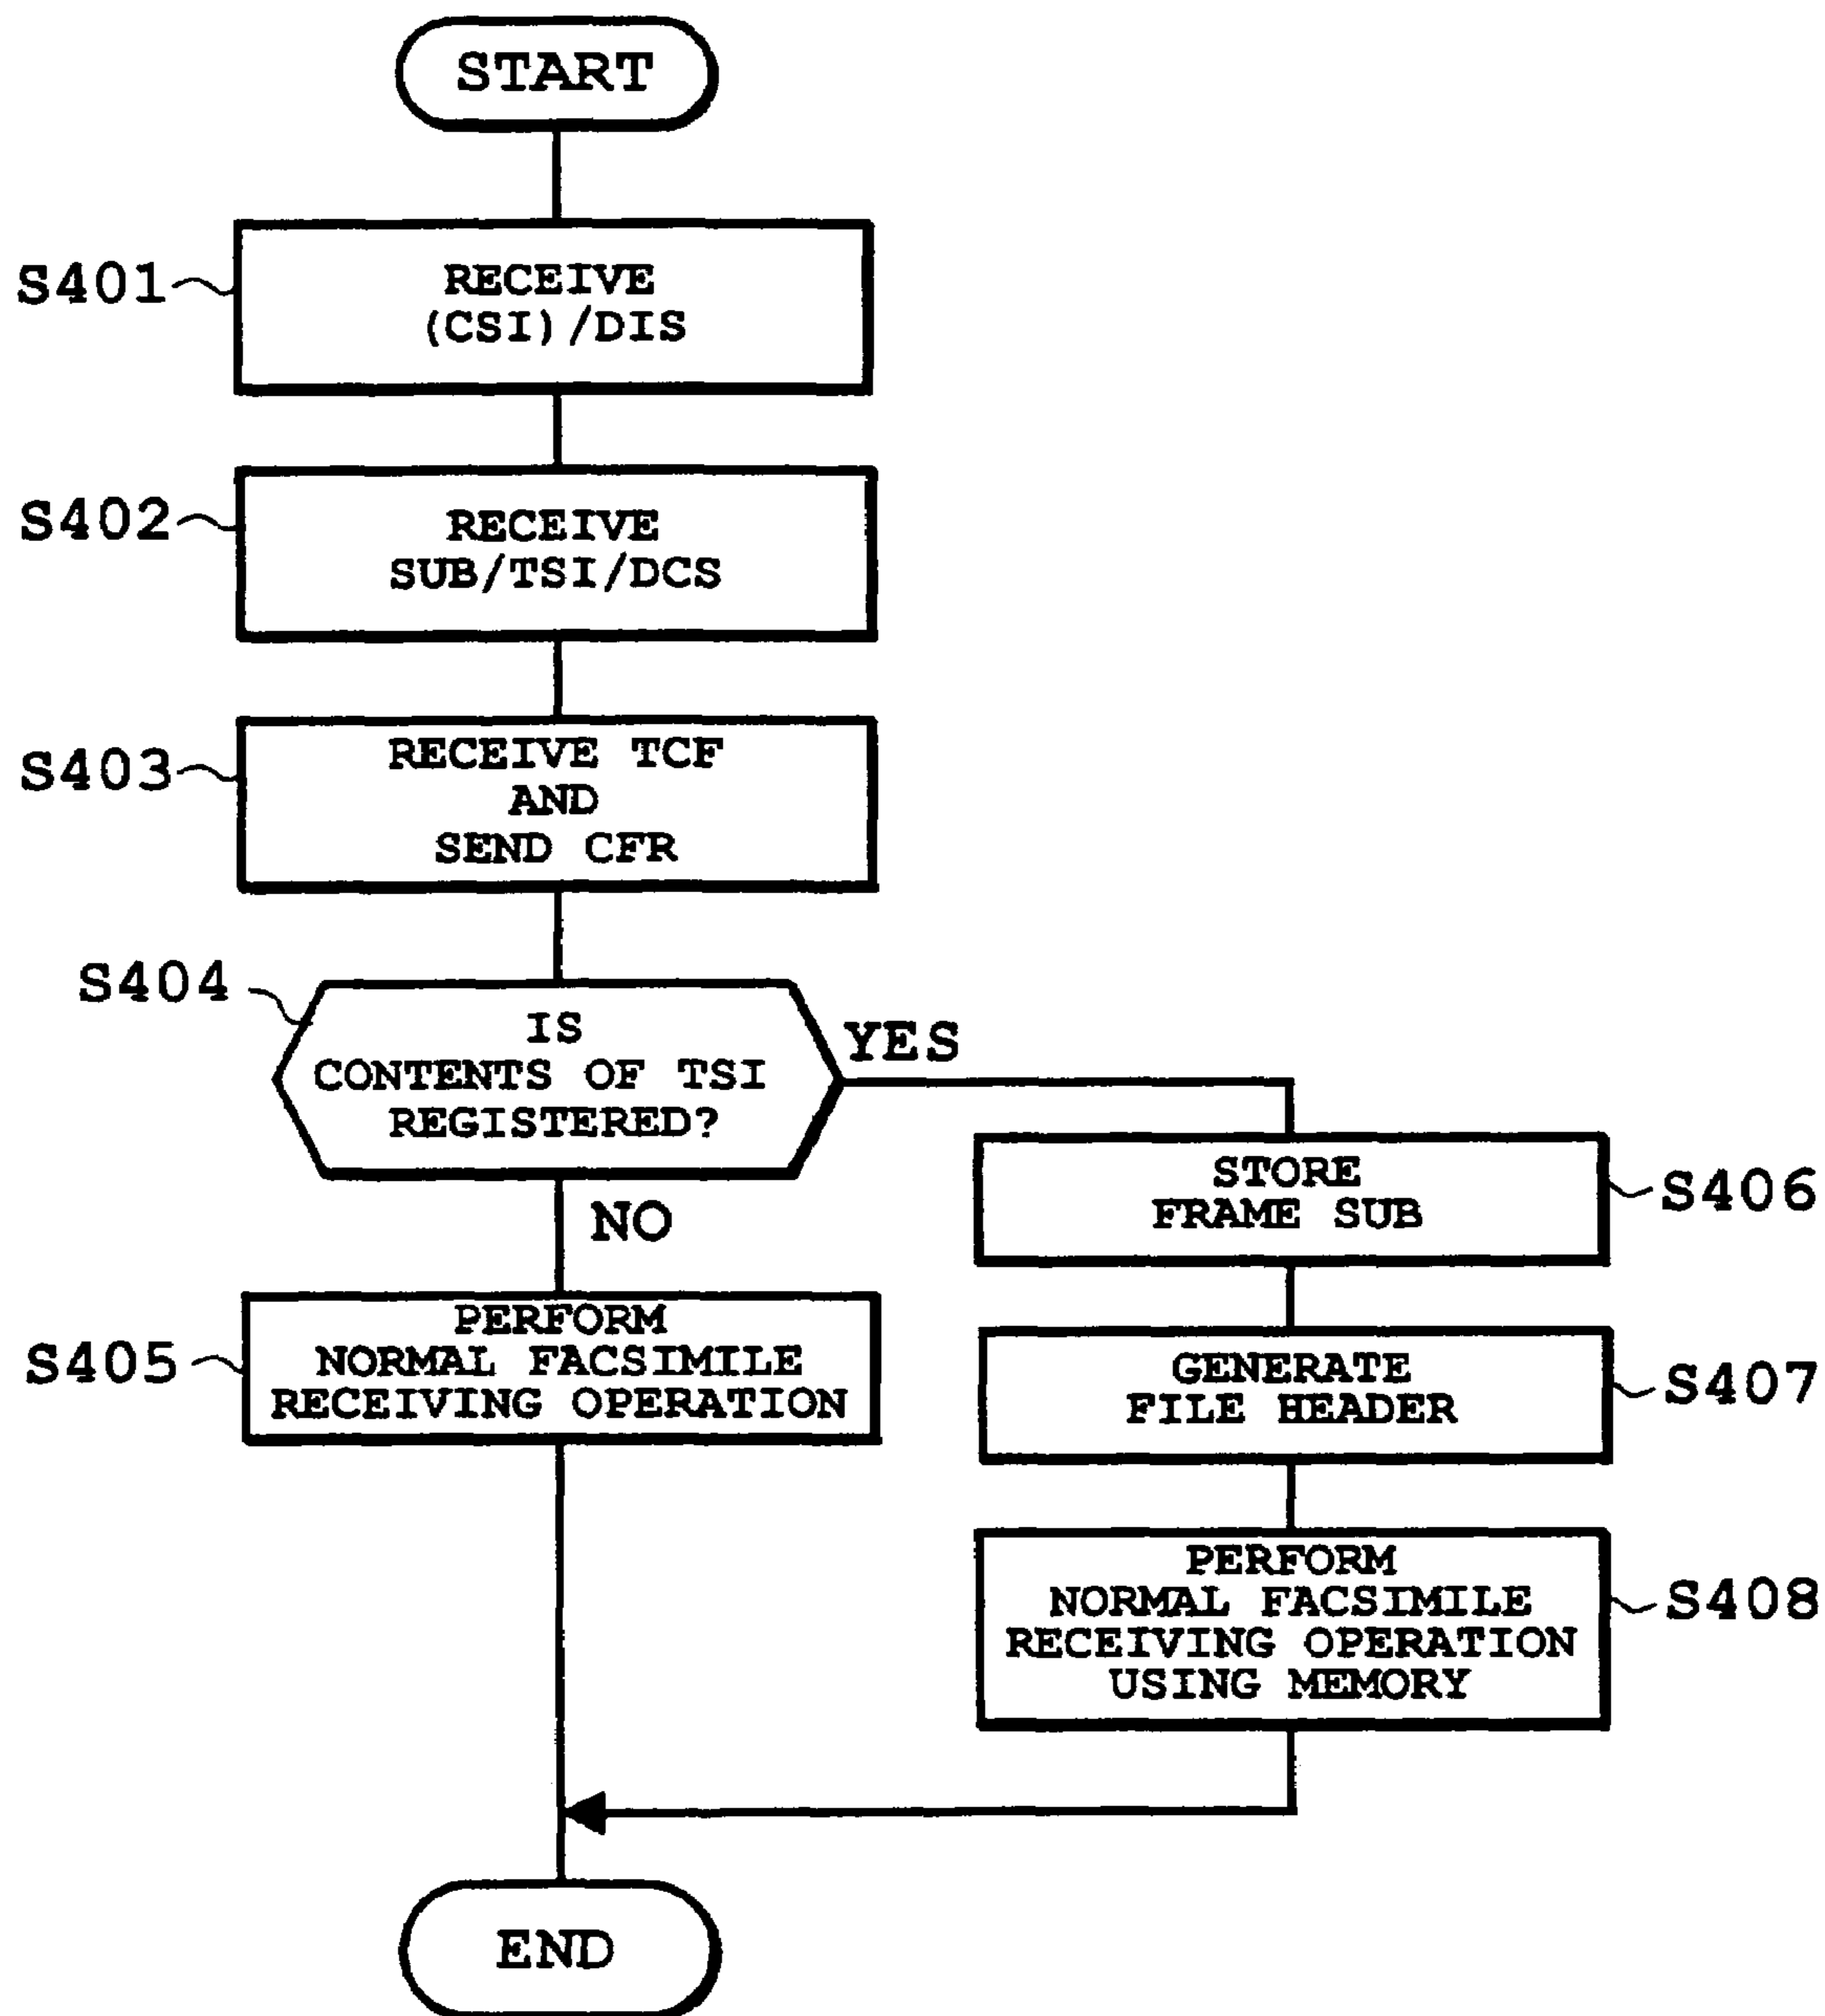 START
S401
RECEIVE
(CSI)/DIS
S402
RECEIVE
SUB/TSI/DCS
S403
RECEIVE TCF
AND
SEND CFR
S404
IS
CONTENTS OF TSI
REGISTERED?
YES
NO
S405
PERFORM
NORMAL FACSIMILE
RECEIVING OPERATION
STORE
FRAME SUB
S406
GENERATE
FILE HEADER
S407
PERFORM
NORMAL FACSIMILE
RECEIVING OPERATION
USING MEMORY
S408
END